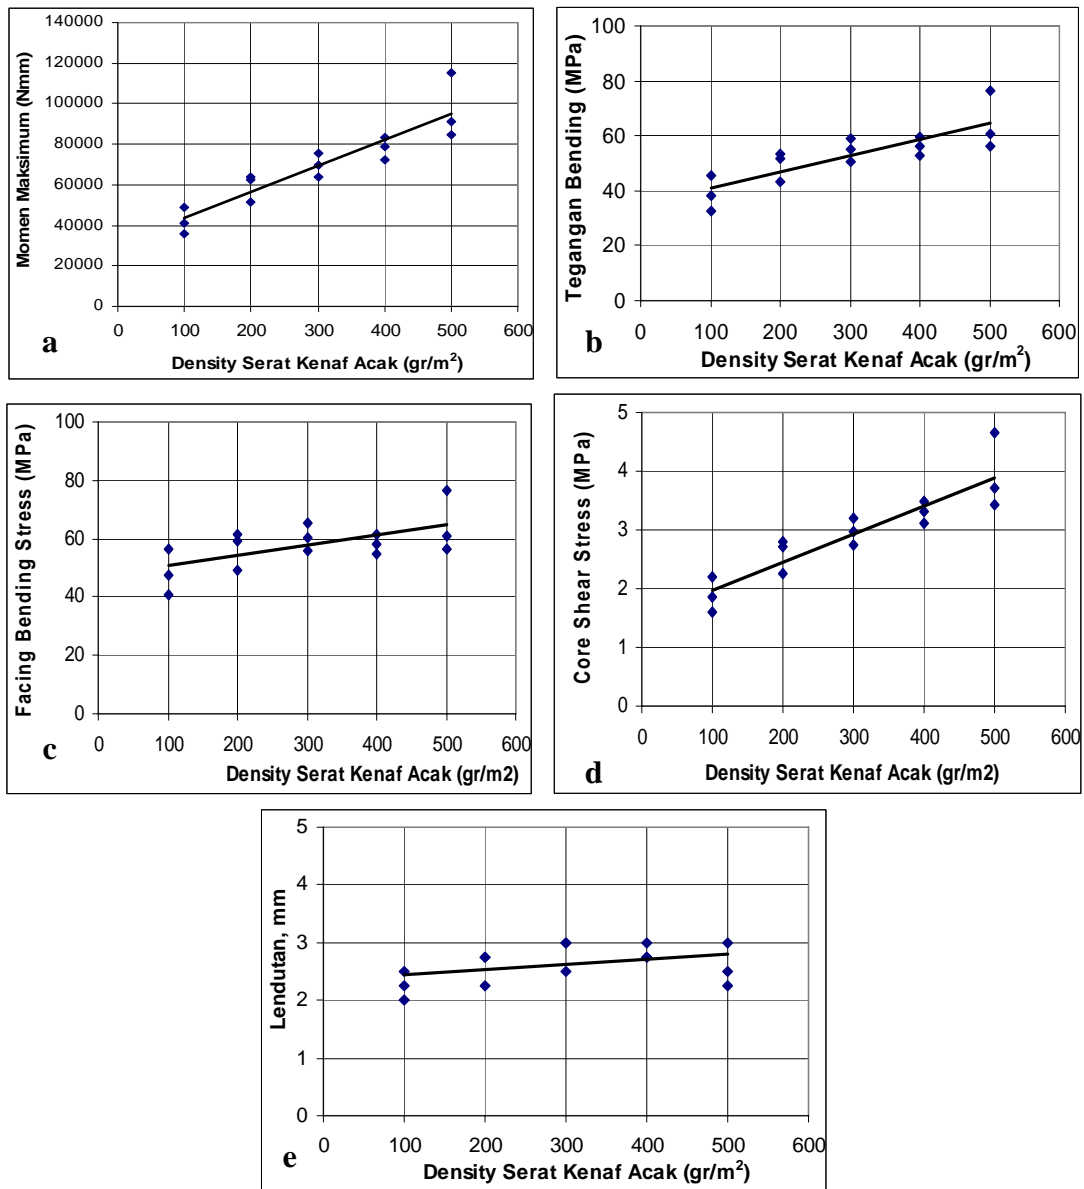 Momen Maksimum (Nmm)
140000
120000
100000
80000
60000
40000
20000
0
0 100 200 300 400 500 600
a
Density Serat Kenaf Acak (gr/m²)
Tegangan Bending (MPa)
100
80
60
40
20
0
0 100 200 300 400 500 600
b
Density Serat Kenaf Acak (gr/m²)
Facing Bending Stress (MPa)
100
80
60
40
20
0
0 100 200 300 400 500 600
c
Density Serat Kenaf Acak (gr/m2)
Core Shear Stress (MPa)
5
4
3
2
1
0
0 100 200 300 400 500 600
d
Density Serat Kenaf Acak (gr/m2)
Lendutan, mm
5
4
3
2
1
0
0 100 200 300 400 500 600
e
Density Serat Kenaf Acak (gr/m²)